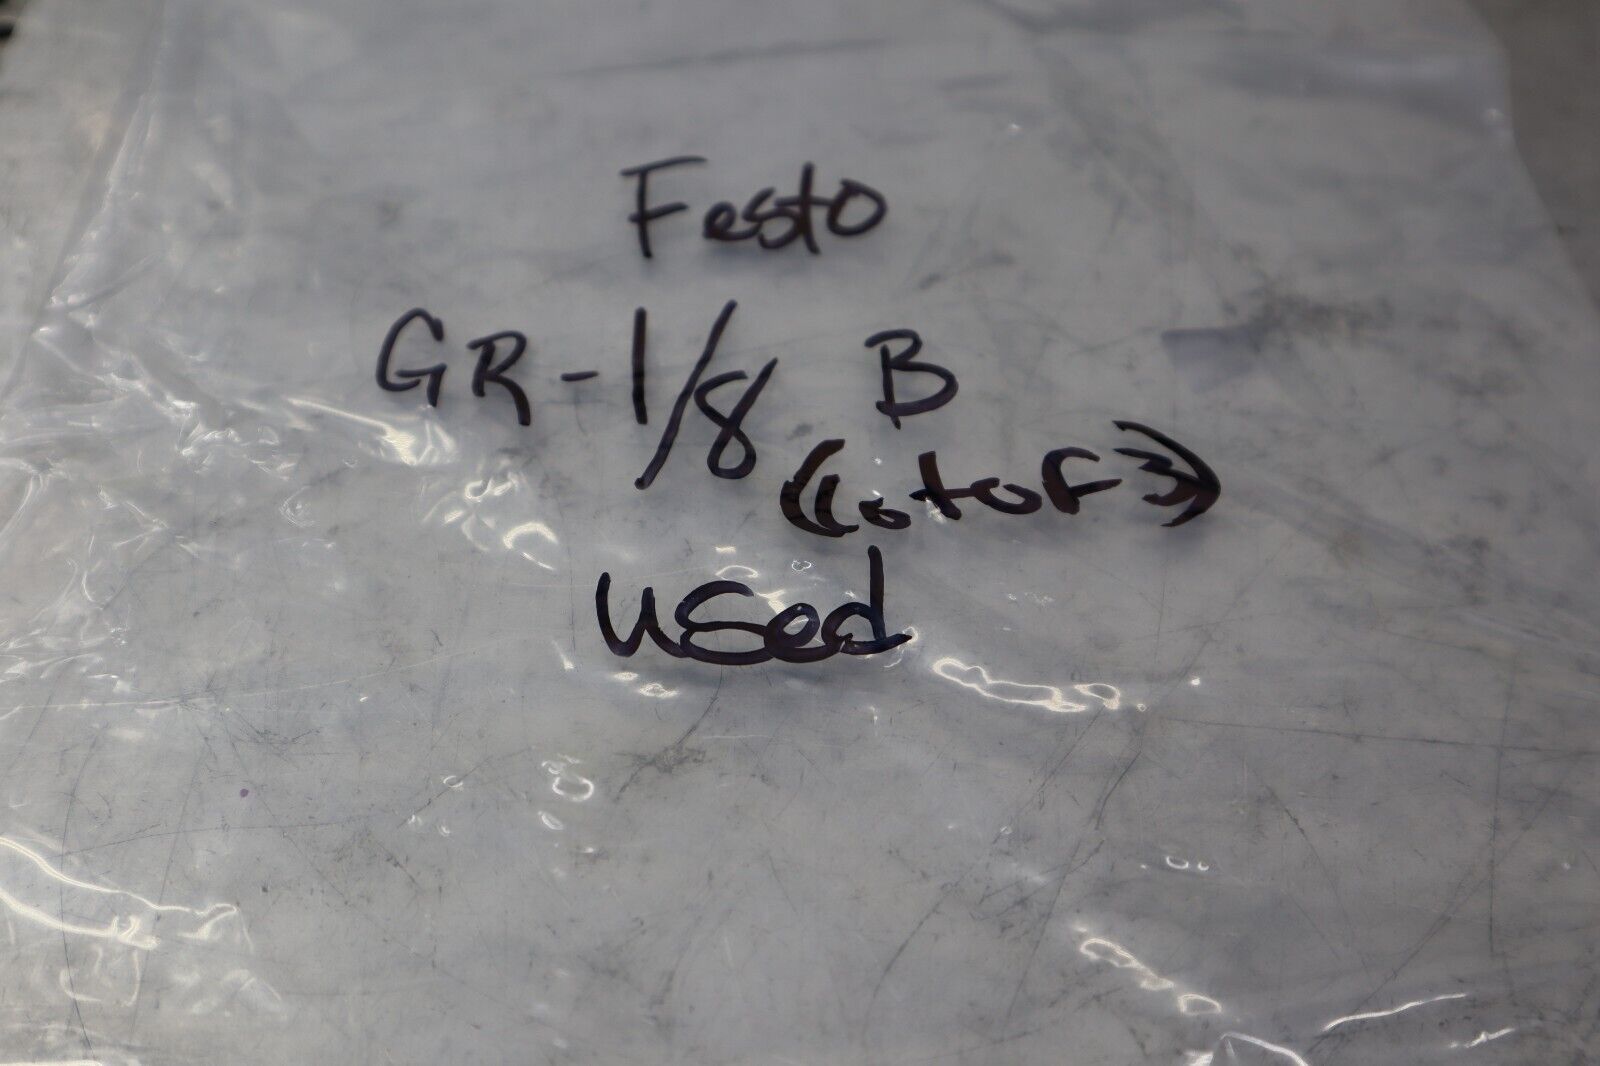 Festo
GR-1/8 B
(Lot of 3)
used